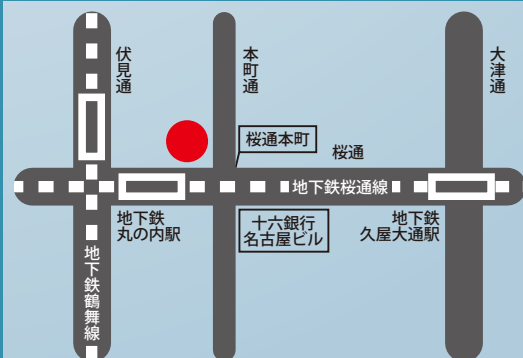 伏見通
本町通
大津通
桜通本町
桜通
地下鉄桜通線
地下鉄
丸の内駅
十六銀行
名古屋ビル
地下鉄
久屋大通駅
地下鉄鶴舞線